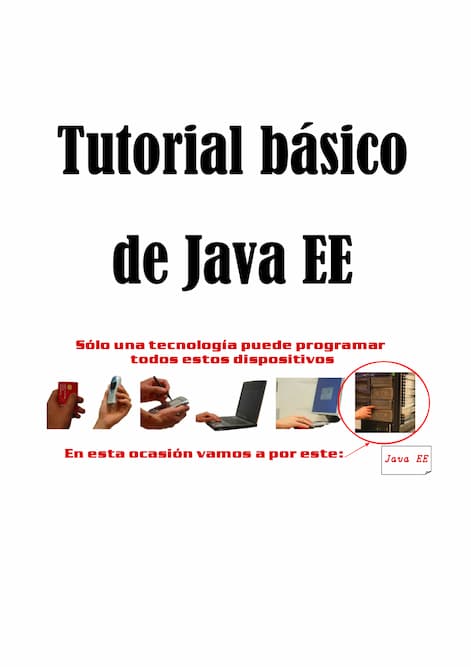 Tutorial básico
de Java EE
Sólo una tecnología puede programar
todos estos dispositivos
En esta ocasión vamos a por este:
Java EE